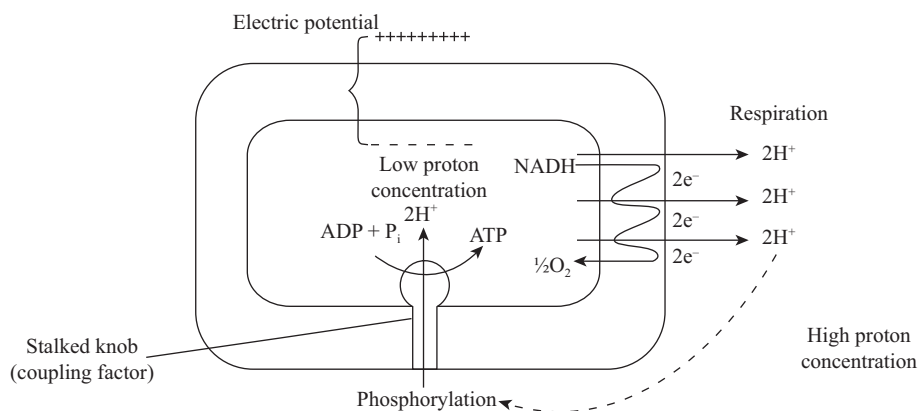 Electric potential
+++++++++
Respiration
2H⁺
NADH
2e⁻
Low proton
concentration
2H⁺
2H⁺
2e⁻
ADP + Pᵢ
ATP
2H⁺
½O₂
2e⁻
Stalked knob
(coupling factor)
High proton
concentration
Phosphorylation